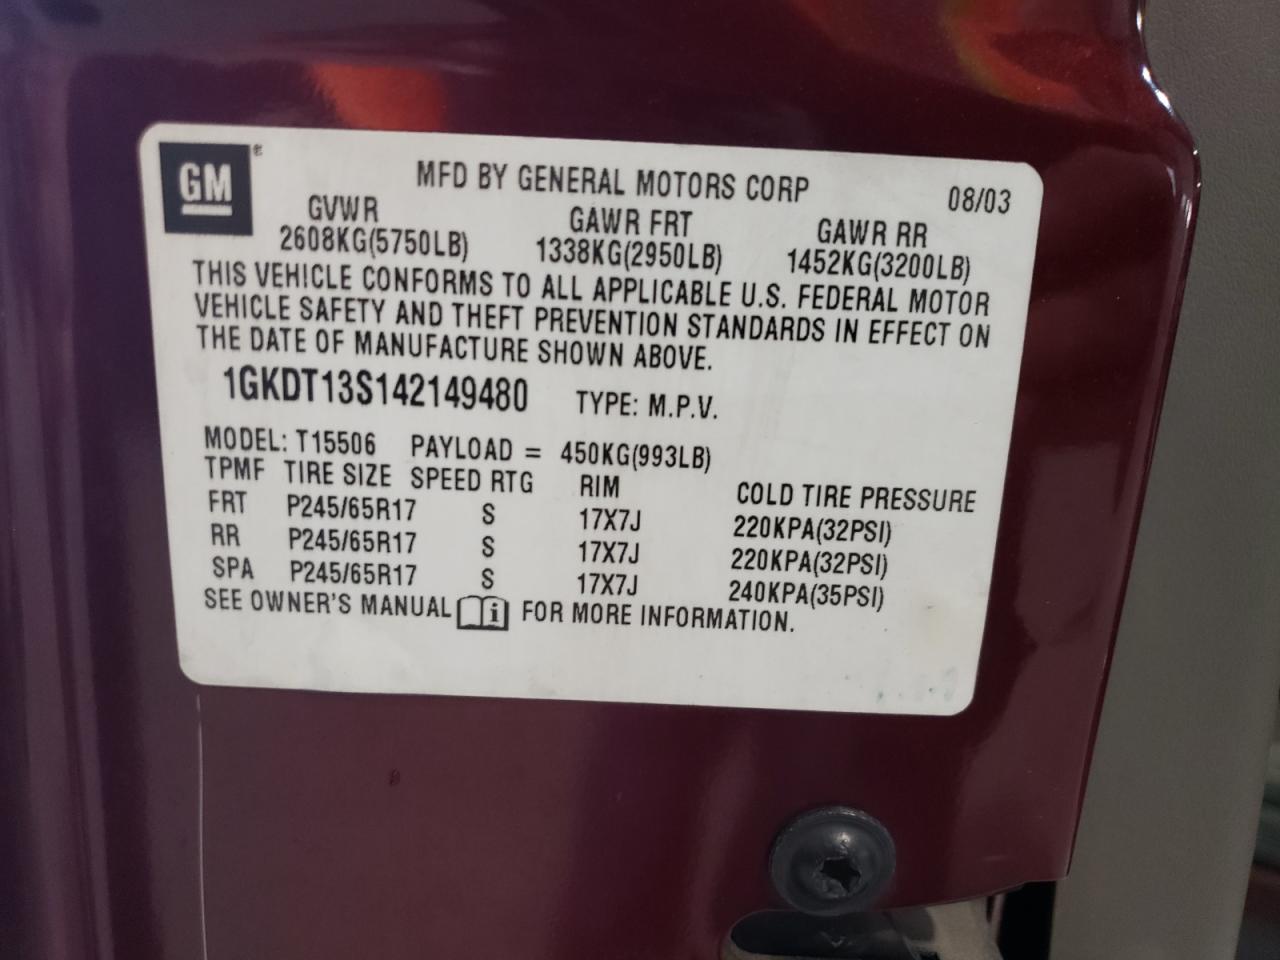 GM®
MFD BY GENERAL MOTORS CORP 08/03
GVWR GAWR FRT GAWR RR
2608KG(5750LB) 1338KG(2950LB) 1452KG(3200LB)
THIS VEHICLE CONFORMS TO ALL APPLICABLE U.S. FEDERAL MOTOR
VEHICLE SAFETY AND THEFT PREVENTION STANDARDS IN EFFECT ON
THE DATE OF MANUFACTURE SHOWN ABOVE.
1GKDT13S142149480 TYPE: M.P.V.
MODEL: T15506 PAYLOAD = 450KG(993LB)
TPMF TIRE SIZE SPEED RTG RIM COLD TIRE PRESSURE
FRT P245/65R17 S 17X7J 220KPA(32PSI)
RR P245/65R17 S 17X7J 220KPA(32PSI)
SPA P245/65R17 S 17X7J 240KPA(35PSI)
SEE OWNER'S MANUAL i FOR MORE INFORMATION.